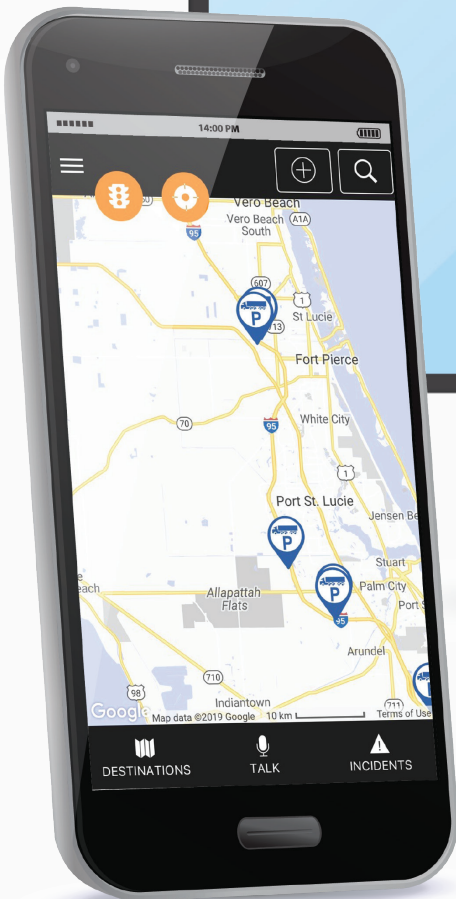 14:00 PM
Vero Beach
Vero Beach
South
A1A
95
607
1
713
St Lucie
Fort Pierce
70
95
White City
1
Port St. Lucie
Jensen Be
P
P
P
Stuart
Palm City
each
Allapattah
Flats
Port S
95
Arundel
710
98
Indiantown
711
Google
Map data ©2019 Google
10 km
Terms of Use
DESTINATIONS
TALK
INCIDENTS